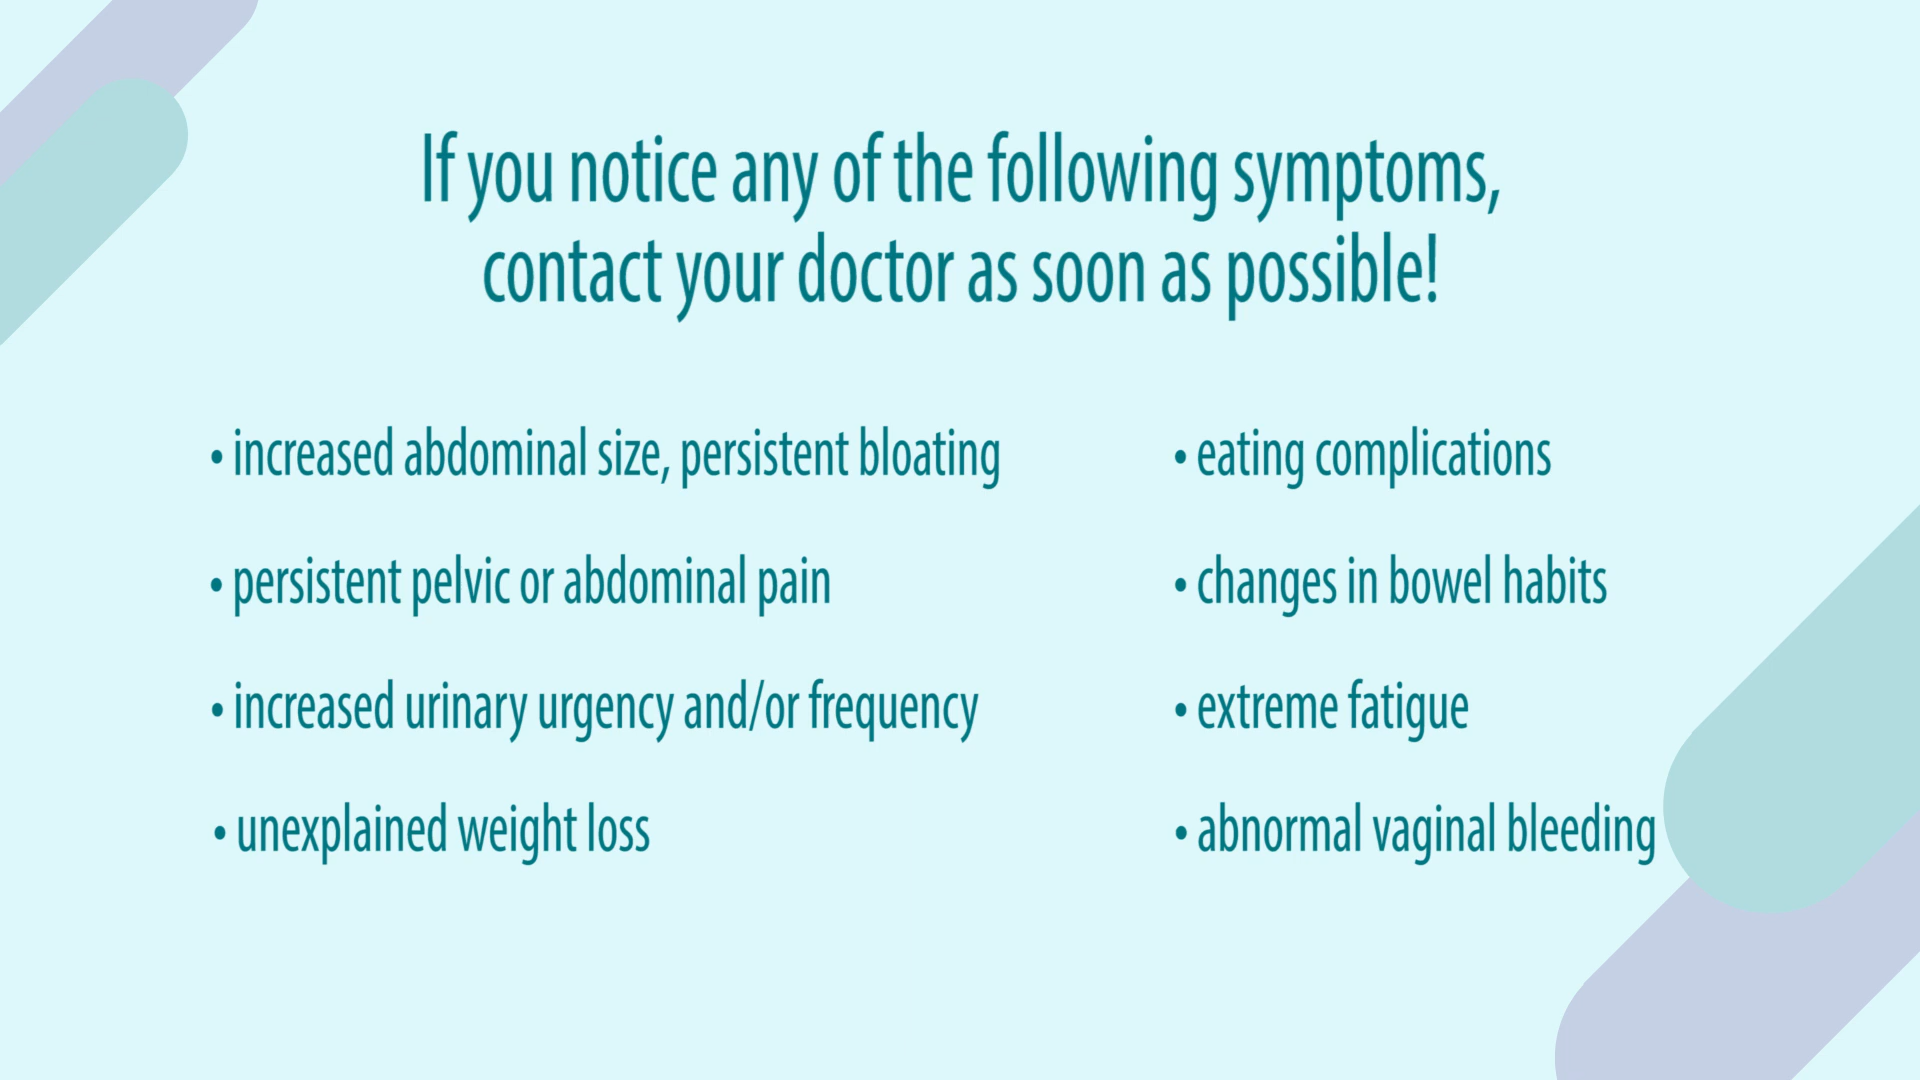 If you notice any of the following symptoms,
contact your doctor as soon as possible!
• increased abdominal size, persistent bloating
• persistent pelvic or abdominal pain
• increased urinary urgency and/or frequency
• unexplained weight loss
• eating complications
• changes in bowel habits
• extreme fatigue
• abnormal vaginal bleeding